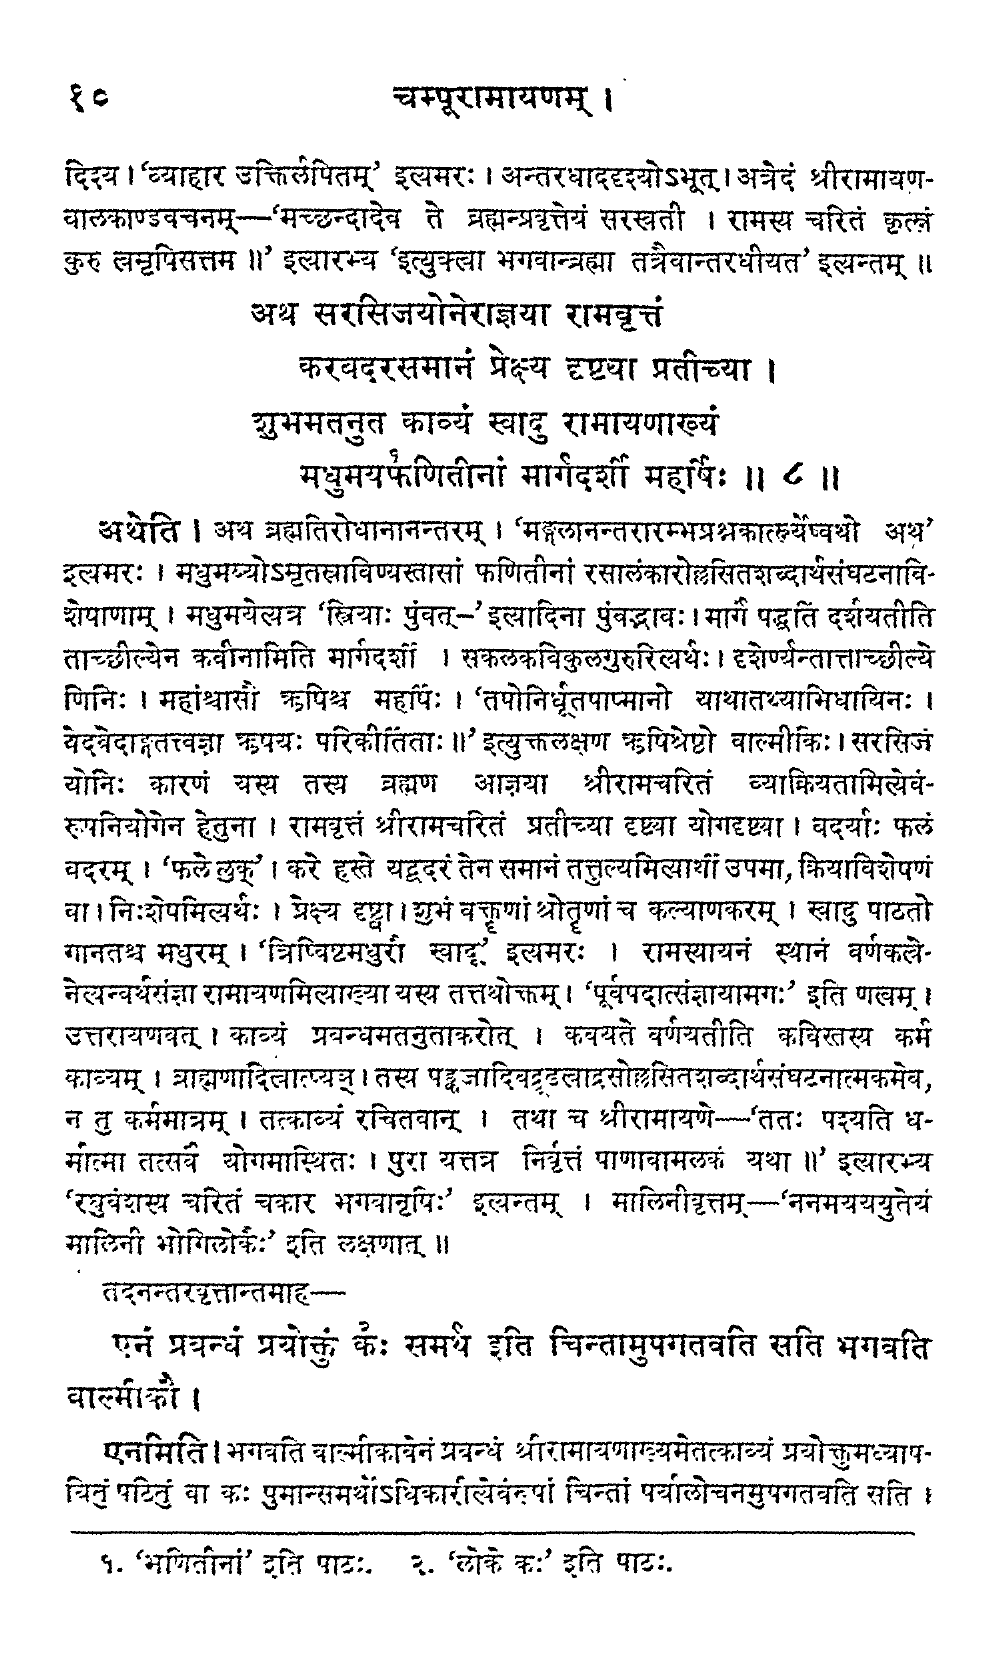 १०
चम्पूरामायणम् ।
दिश्य । ‘व्याहार उक्तिर्लपितम्’ इत्यमरः । अन्तरधाददृश्योऽभूत् । अत्रेदं श्रीरामायण-
बालकाण्डवचनम्—‘मच्छन्दादेव ते ब्रह्मन्प्रवृत्तेयं सरस्वती । रामस्य चरितं कृत्स्नं
कुरु त्वमृषिसत्तम ॥’ इत्यारभ्य ‘इत्युक्त्वा भगवान्ब्रह्मा तत्रैवान्तरधीयत’ इत्यन्तम् ॥
अथ सरसिजयोनेराज्ञया रामवृत्तं
करबदरसमानं प्रेक्ष्य दृष्ट्या प्रतीच्या ।
शुभमतनुत काव्यं स्वादु रामायणाख्यं
मधुमयफणितीनां मार्गदर्शी महर्षिः ॥ ८ ॥
अथेति । अथ ब्रह्मतिरोधानानन्तरम् । ‘मङ्गलानन्तरारम्भप्रश्नकार्त्स्न्येष्वथो अथ’
इत्यमरः । मधुमय्योऽमृतस्राविण्यस्तासां फणितीनां रसालंकारोल्लसितशब्दार्थसंघटनावि-
शेषाणाम् । मधुमयेत्यत्र ‘स्त्रियाः पुंवत्–’ इत्यादिना पुंवद्भावः । मार्गं पद्धतिं दर्शयतीति
ताच्छील्येन कवीनामिति मार्गदर्शी । सकलकविकुलगुरुरित्यर्थः । दृशेर्ण्यन्तात्ताच्छील्ये
णिनिः । महांश्चासौ ऋषिश्च महर्षिः । ‘तपोनिर्धूतपाप्मानो याथातथ्याभिधायिनः ।
वेदवेदाङ्गतत्त्वज्ञा ऋषयः परिकीर्तिताः ॥’ इत्युक्तलक्षण ऋषिश्रेष्ठो वाल्मीकिः । सरसिजं
योनिः कारणं यस्य तस्य ब्रह्मण आज्ञया श्रीरामचरितं व्याक्रियतामित्येवं-
रूपनियोगेन हेतुना । रामवृत्तं श्रीरामचरितं प्रतीच्या दृष्ट्या योगदृष्ट्या । बदर्याः फलं
बदरम् । ‘फले लुक्’ । करे हस्ते यद्बदरं तेन समानं तत्तुल्यमित्यार्थी उपमा, क्रियाविशेषणं
वा । निःशेषमित्यर्थः । प्रेक्ष्य दृष्ट्वा । शुभं वक्तॄणां श्रोतॄणां च कल्याणकरम् । स्वादु पाठतो
गानतश्च मधुरम् । ‘त्रिष्विष्टमधुरौ स्वादू’ इत्यमरः । रामस्यायनं स्थानं वर्णकत्वे-
नेत्यन्वर्थसंज्ञा रामायणमित्याख्या यस्य तत्तथोक्तम् । ‘पूर्वपदात्संज्ञायामगः’ इति णत्वम् ।
उत्तरायणवत् । काव्यं प्रबन्धमतनुताकरोत् । कवयते वर्णयतीति कविस्तस्य कर्म
काव्यम् । ब्राह्मणादित्वात्ष्यञ् । तस्य पङ्कजादिवद्रूढत्वाद्रसोल्लसितशब्दार्थसंघटनात्मकमेव,
न तु कर्ममात्रम् । तत्काव्यं रचितवान् । तथा च श्रीरामायणे—‘ततः पश्यति ध-
र्मात्मा तत्सर्वं योगमास्थितः । पुरा यत्तत्र निर्वृत्तं पाणावामलकं यथा ॥’ इत्यारभ्य
‘रघुवंशस्य चरितं चकार भगवानृषिः’ इत्यन्तम् । मालिनीवृत्तम्—‘ननमयययुतेयं
मालिनी भोगिलोकैः’ इति लक्षणात् ॥
तदनन्तरवृत्तान्तमाह—
एनं प्रबन्धं प्रयोक्तुं कः समर्थ इति चिन्तामुपगतवति सति भगवति
वाल्मीकौ ।
एनमिति । भगवति वाल्मीकावेनं प्रबन्धं श्रीरामायणाख्यमेतत्काव्यं प्रयोक्तुमध्याप-
यितुं पठितुं वा कः पुमान्समर्थोऽधिकारीत्येवंरूपां चिन्तां पर्यालोचनमुपगतवति सति ।
१. ‘भणितीनां’ इति पाठः. २. ‘लोके कः’ इति पाठः.